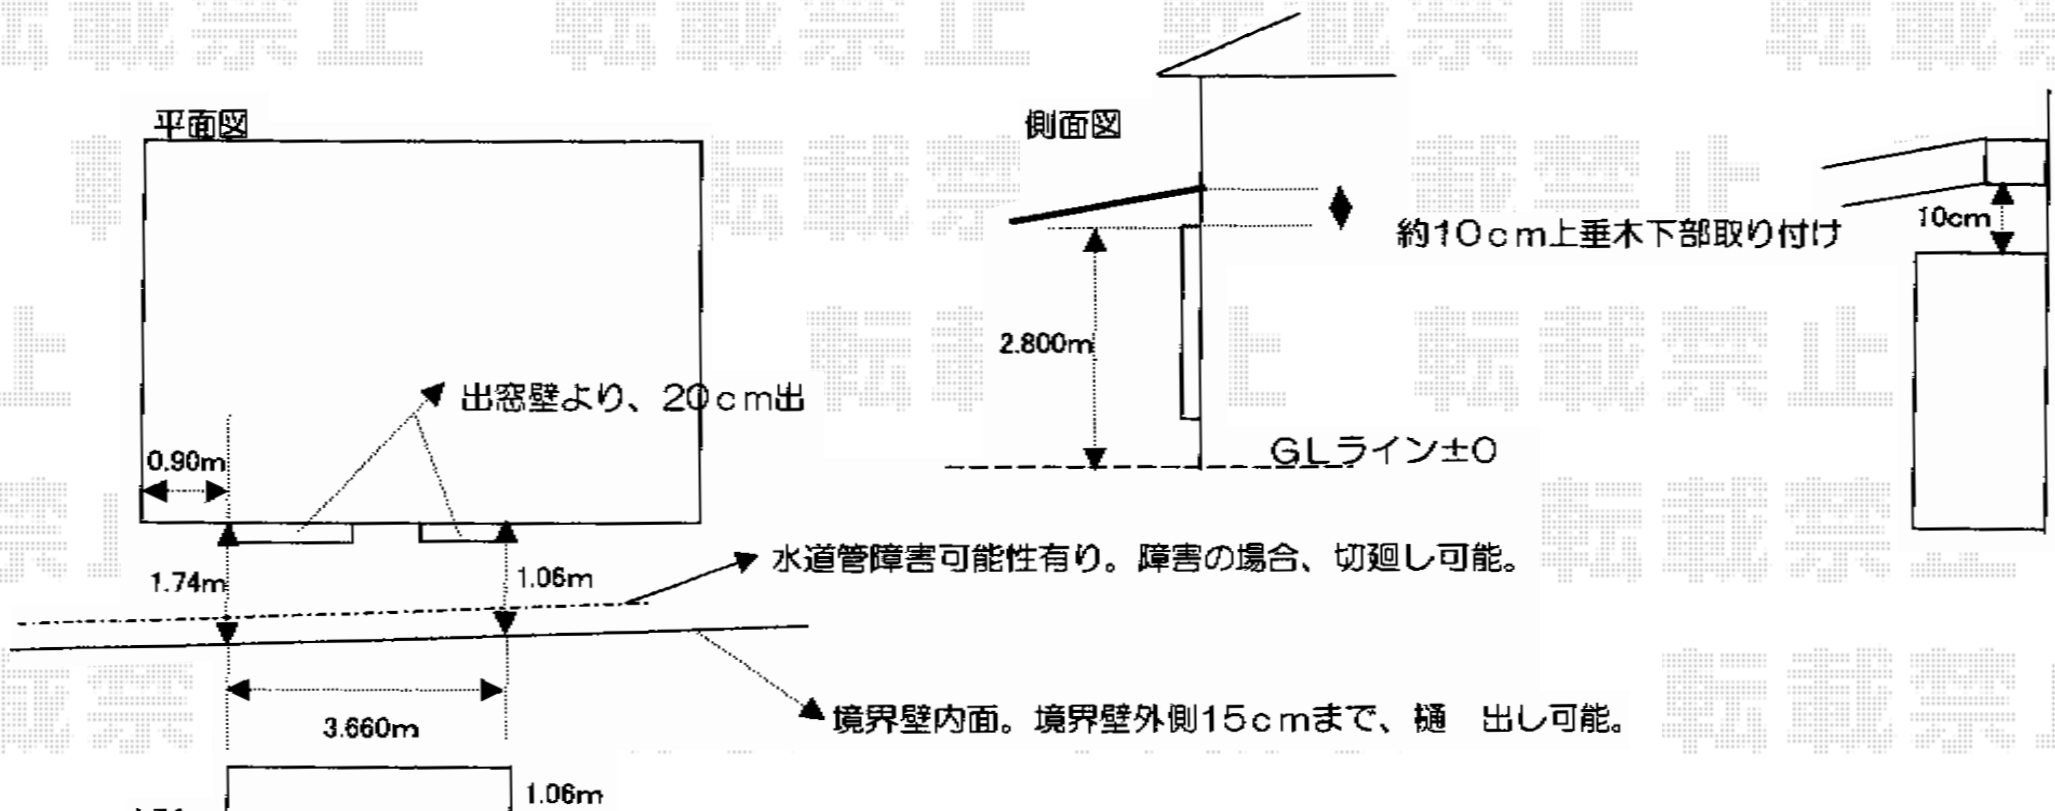 平面図
側面図
約10cm上垂木下部取り付け
10cm
2.800m
出窓壁より、20cm出
GLライン±0
0.90m
水道管障害可能性有り。障害の場合、切廻し可能。
1.74m
1.06m
境界壁内面。境界壁外側15cmまで、樋　出し可能。
3.660m
1.06m
転載禁止